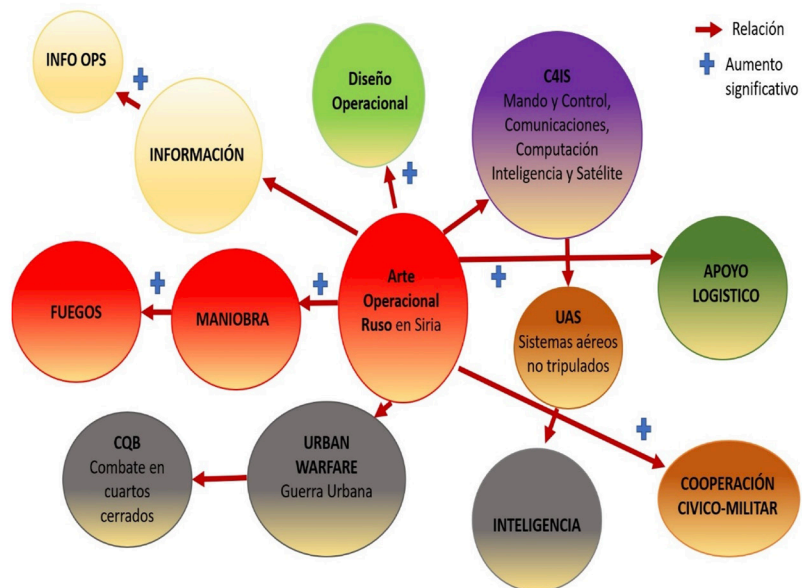 INFO OPS
INFORMACIÓN
Diseño
Operacional
C4IS
Mando y Control,
Comunicaciones,
Computación
Inteligencia y Satélite
Relación
Aumento
significativo
FUEGOS
MANIOBRA
Arte
Operacional
Ruso en Siria
APOYO
LOGISTICO
UAS
Sistemas aéreos
no tripulados
CQB
Combate en
cuartos
cerrados
URBAN
WARFARE
Guerra Urbana
INTELIGENCIA
COOPERACIÓN
CIVICO-MILITAR